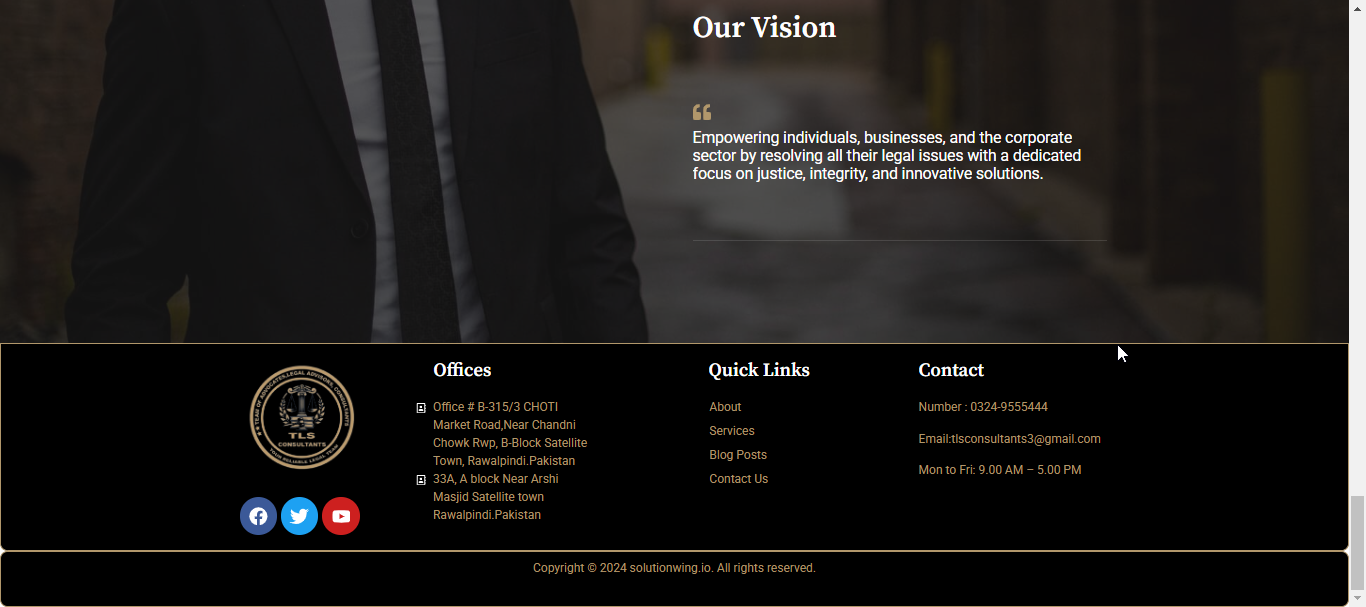 Our Vision
Empowering individuals, businesses, and the corporate
sector by resolving all their legal issues with a dedicated
focus on justice, integrity, and innovative solutions.
TEAM OF ADVOCATES,LEGAL ADVISORS, CONSULTANTS
TLS
CONSULTANTS
YOUR RELIABLE LEGAL TEAM
Offices
Office # B-315/3 CHOTI
Market Road,Near Chandni
Chowk Rwp, B-Block Satellite
Town, Rawalpindi.Pakistan
33A, A block Near Arshi
Masjid Satellite town
Rawalpindi.Pakistan
Quick Links
About
Services
Blog Posts
Contact Us
Contact
Number : 0324-9555444
Email:tlsconsultants3@gmail.com
Mon to Fri: 9.00 AM – 5.00 PM
Copyright © 2024 solutionwing.io. All rights reserved.